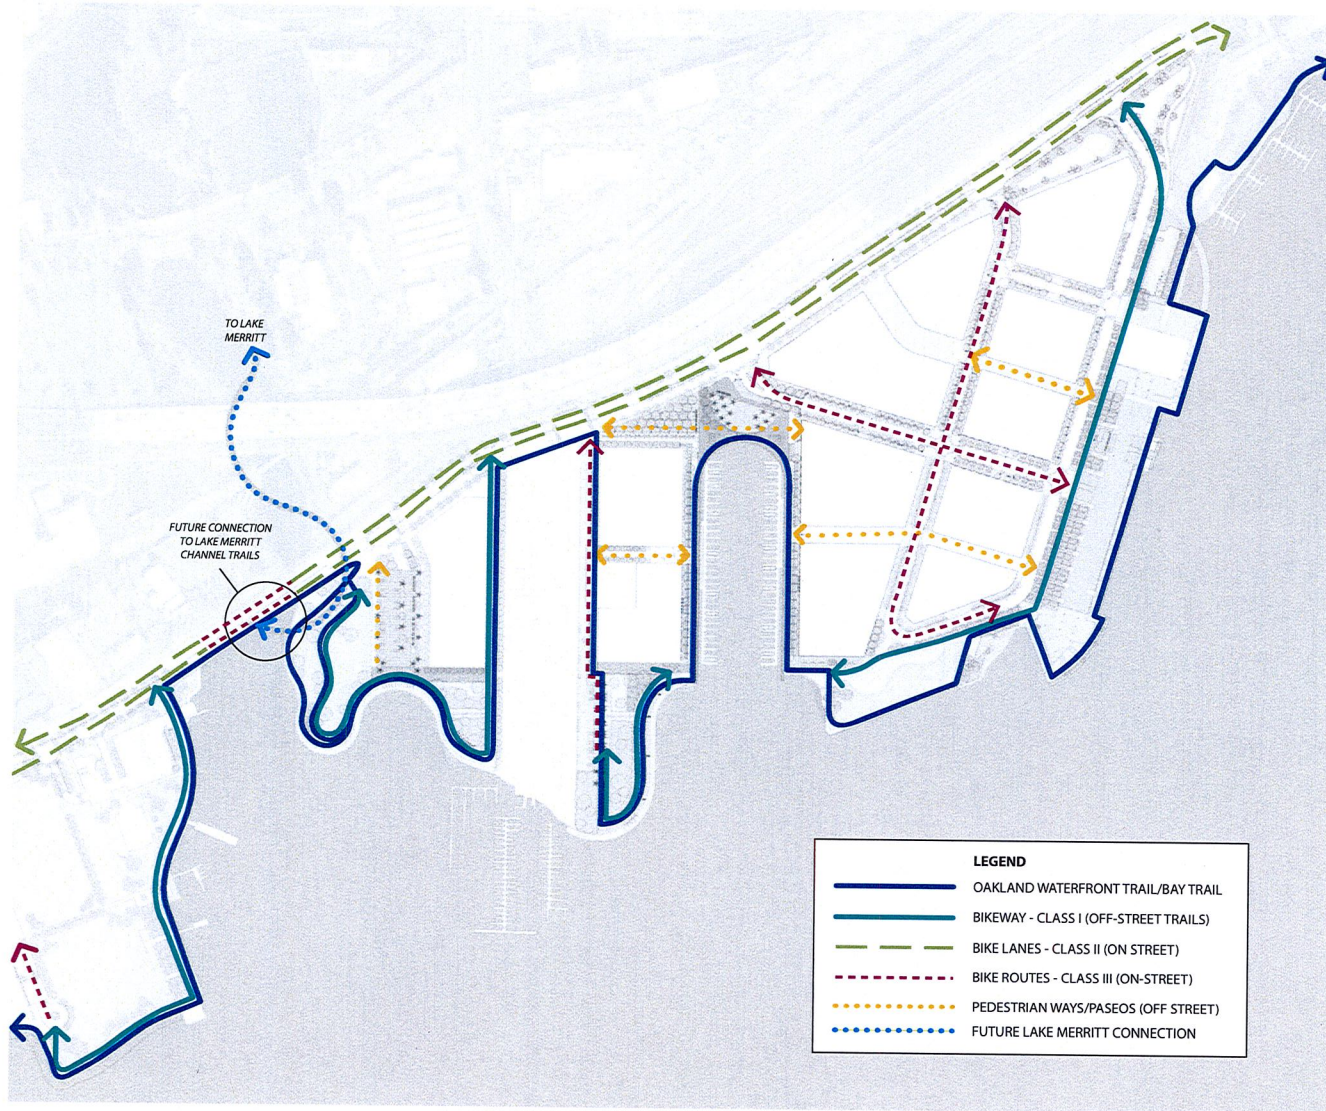 TO LAKE
MERRITT
FUTURE CONNECTION
TO LAKE MERRITT
CHANNEL TRAILS
LEGEND
OAKLAND WATERFRONT TRAIL/BAY TRAIL
BIKEWAY - CLASS I (OFF-STREET TRAILS)
BIKE LANES - CLASS II (ON STREET)
BIKE ROUTES - CLASS III (ON-STREET)
PEDESTRIAN WAYS/PASEOS (OFF STREET)
FUTURE LAKE MERRITT CONNECTION